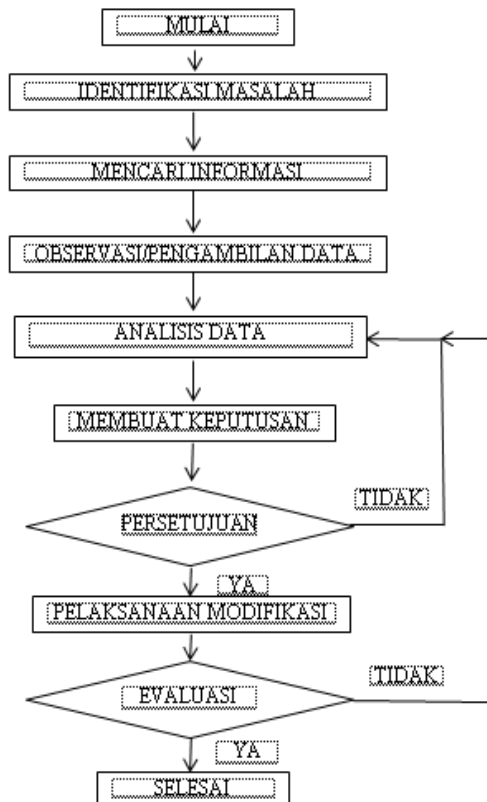 MULAI
IDENTIFIKASI MASALAH
MENCARI INFORMASI
OBSERVASI/PENGAMBILAN DATA
ANALISIS DATA
MEMBUAT KEPUTUSAN
TIDAK
PERSETUJUAN
YA
PELAKSANAAN MODIFIKASI
TIDAK
EVALUASI
YA
SELESAI